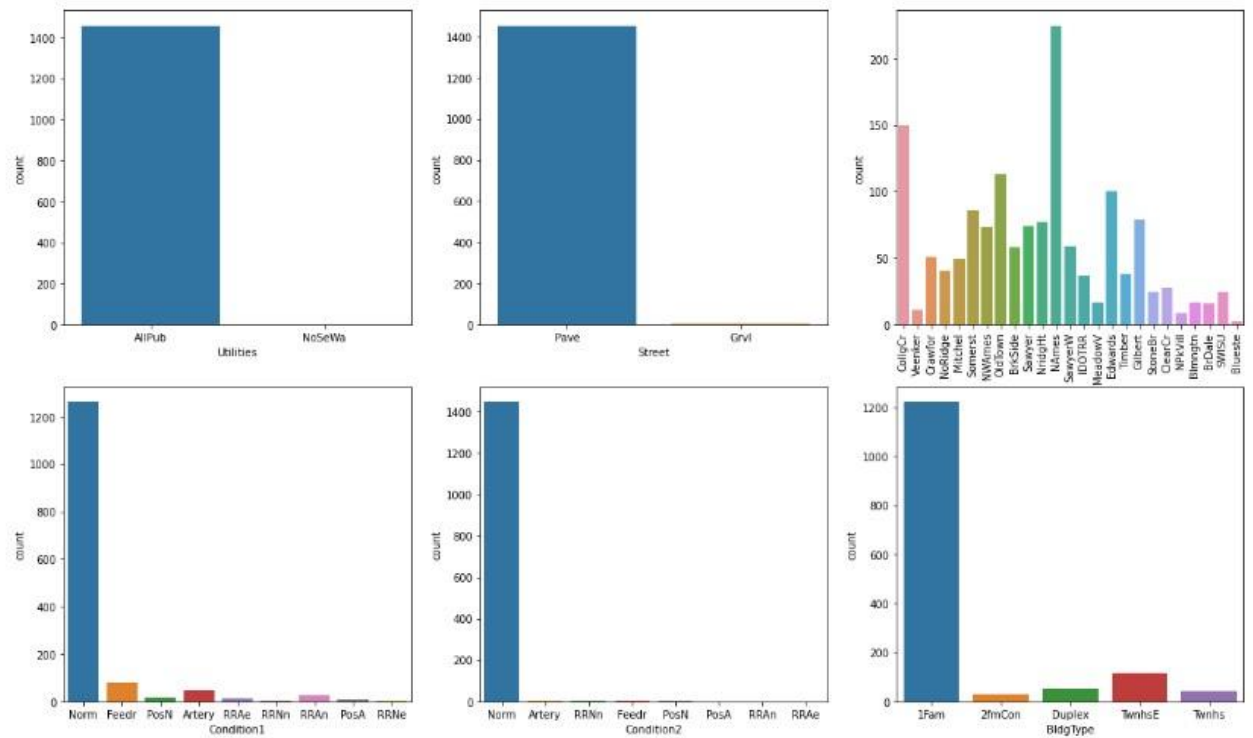 1400
1200
1000
800
600
400
200
0
count
AllPub NoSeWa
Utilities
1400
1200
1000
800
600
400
200
0
count
Pave Grvl
Street
200
150
100
50
0
count
CollgCr
Veenker
Crawfor
NoRidge
Mitchel
Somerst
NWAmes
OldTown
BrkSide
Sawyer
NridgHt
NAmes
SawyerW
IDOTRR
MeadowV
Edwards
Timber
Gilbert
StoneBr
ClearCr
NPkVill
Blmngtn
BrDale
SWISU
Blueste
1200
1000
800
600
400
200
0
count
Norm Feedr PosN Artery RRAe RRNn RRAn PosA RRNe
Condition1
1400
1200
1000
800
600
400
200
0
count
Norm Artery RRNn Feedr PosN PosA RRAn RRAe
Condition2
1200
1000
800
600
400
200
0
count
1Fam 2fmCon Duplex TwnhsE Twnhs
BldgType